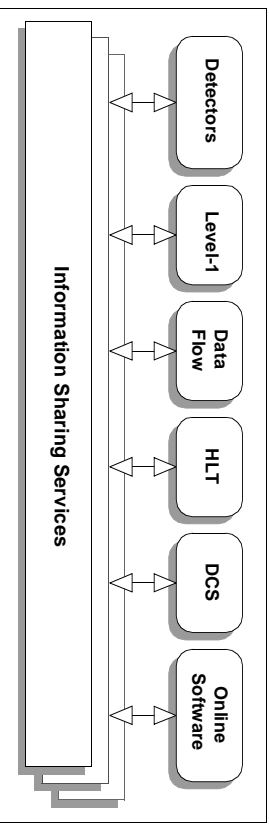 Detectors
Level-1
Data
Flow
HLT
DCS
Online
Software
Information Sharing Services